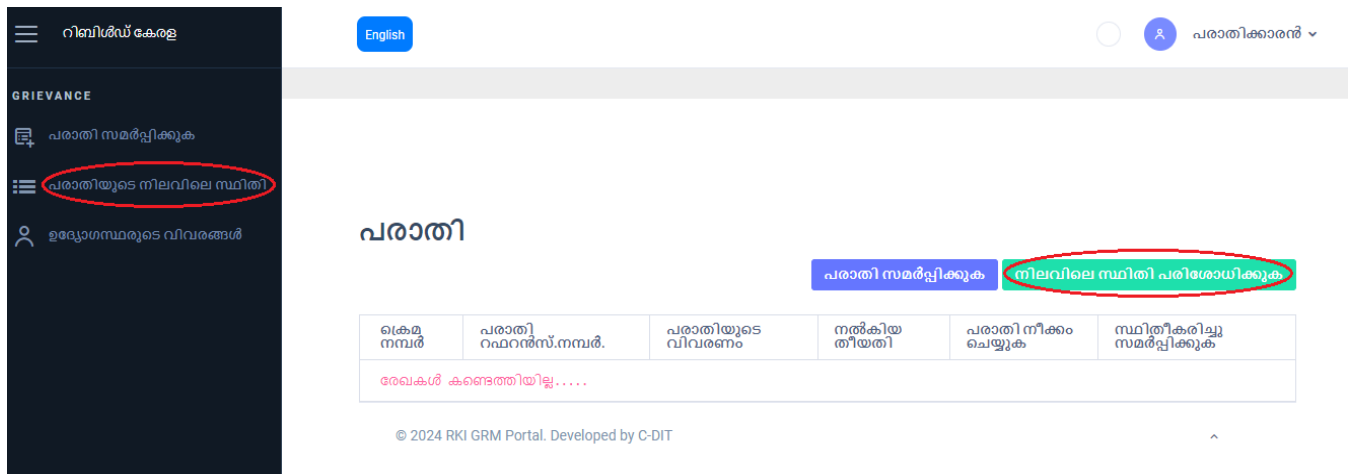 റിബിൽഡ് കേരള
English
പരാതിക്കാരൻ
GRIEVANCE
പരാതി സമർപ്പിക്കുക
പരാതിയുടെ നിലവിലെ സ്ഥിതി
ഉദ്യോഗസ്ഥരുടെ വിവരങ്ങൾ
പരാതി
പരാതി സമർപ്പിക്കുക നിലവിലെ സ്ഥിതി പരിശോധിക്കുക
ക്രമ നമ്പർ
പരാതി റഫറൻസ്.നമ്പർ.
പരാതിയുടെ വിവരണം
നൽകിയ തീയതി
പരാതി നീക്കം ചെയ്യുക
സ്ഥിതീകരിച്ചു സമർപ്പിക്കുക
രേഖകൾ കണ്ടെത്തിയില്ല.....
© 2024 RKI GRM Portal. Developed by C-DIT